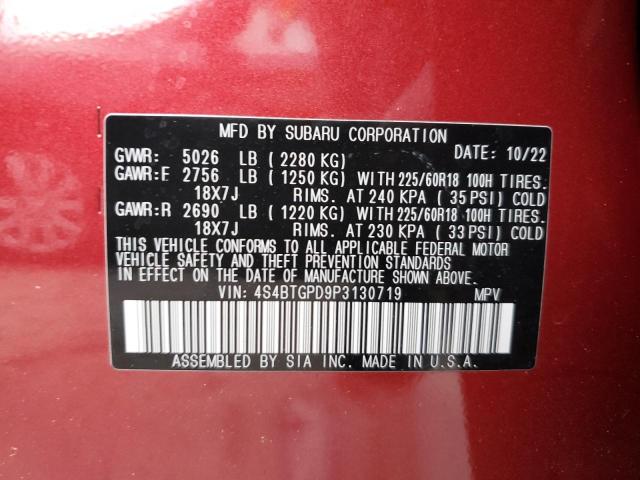 MFD BY SUBARU CORPORATION
GVWR: 5026 LB ( 2280 KG) DATE: 10/22
GAWR:F 2756 LB ( 1250 KG) WITH 225/60R18 100H TIRES.
18X7J RIMS. AT 240 KPA ( 35 PSI) COLD
GAWR:R 2690 LB ( 1220 KG) WITH 225/60R18 100H TIRES.
18X7J RIMS. AT 230 KPA ( 33 PSI) COLD
THIS VEHICLE CONFORMS TO ALL APPLICABLE FEDERAL MOTOR
VEHICLE SAFETY AND THEFT PREVENTION STANDARDS
IN EFFECT ON THE DATE OF MANUFACTURE SHOWN ABOVE.
VIN: 4S4BTGPD9P3130719 MPV
ASSEMBLED BY SIA INC. MADE IN U.S.A.